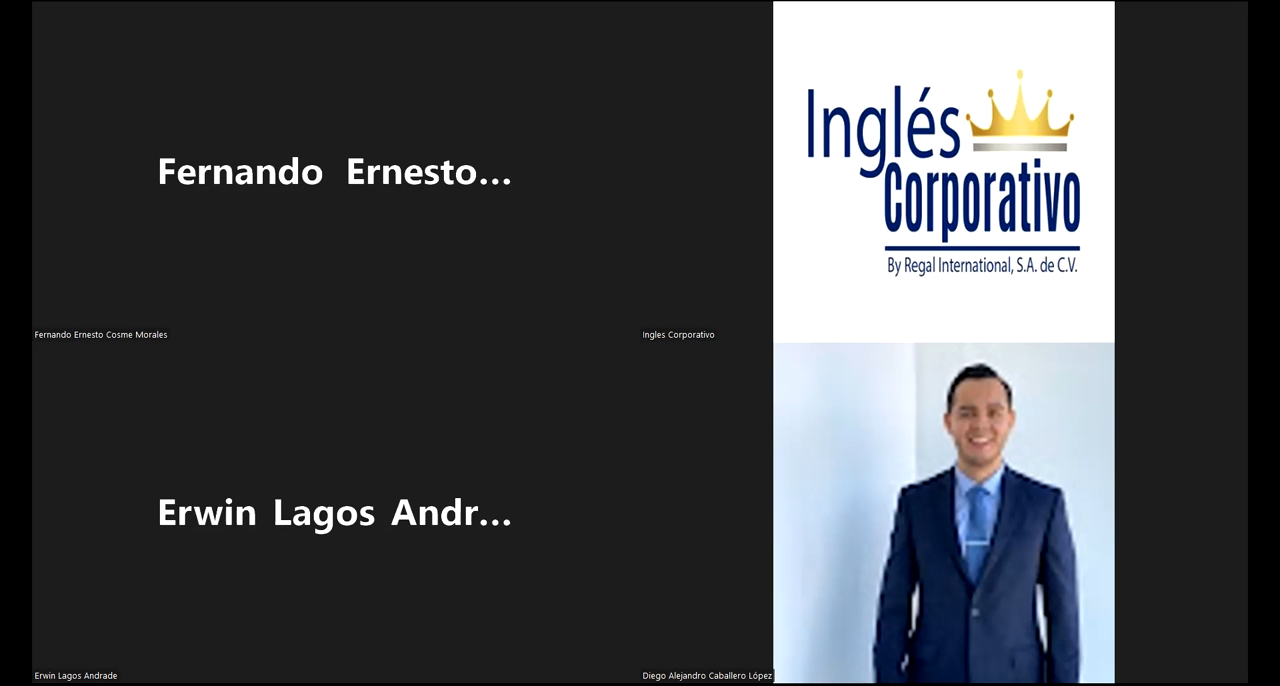 Fernando Ernesto...
Inglés
Corporativo
By Regal International, S.A. de C.V.
Fernando Ernesto Cosme Morales
Ingles Corporativo
Erwin Lagos Andr...
Erwin Lagos Andrade
Diego Alejandro Caballero López